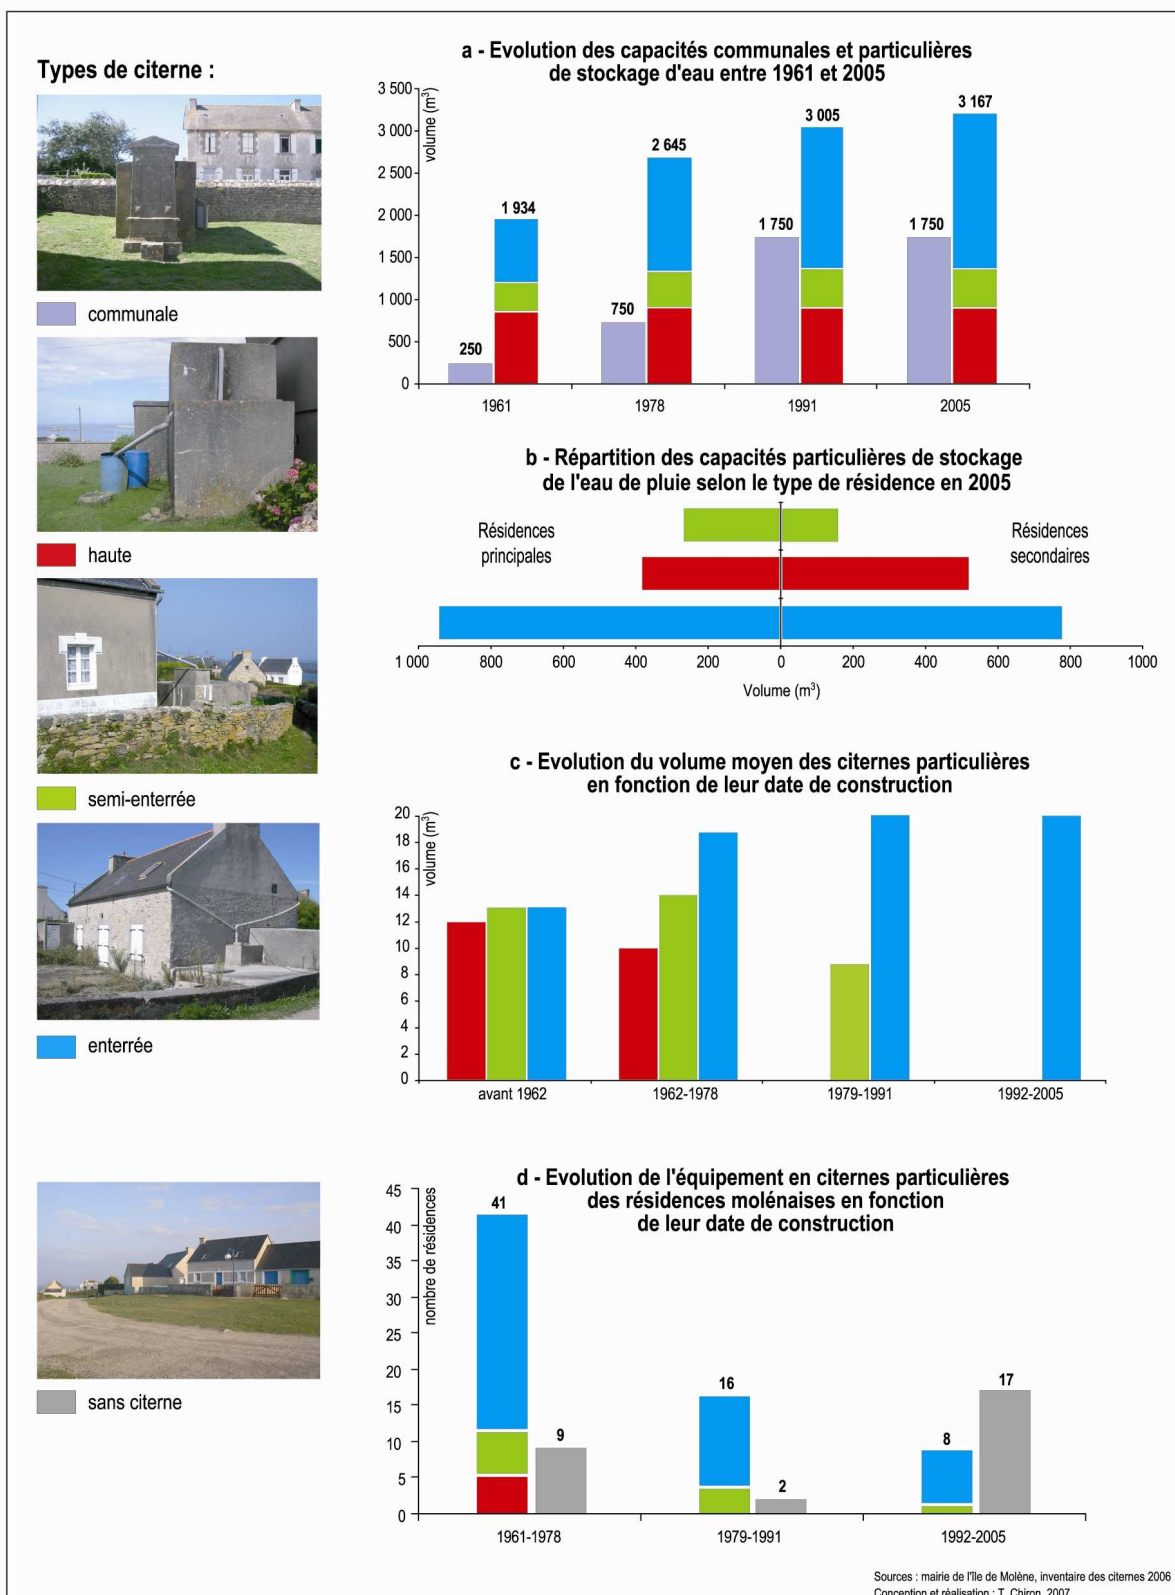 Types de citerne :
communale
haute
semi-enterrée
enterrée
sans citerne
a - Evolution des capacités communales et particulières
de stockage d'eau entre 1961 et 2005
volume (m³)
3 500
3 000
2 500
2 000
1 500
1 000
500
0
250
1 934
750
2 645
1 750
3 005
1 750
3 167
1961
1978
1991
2005
b - Répartition des capacités particulières de stockage
de l'eau de pluie selon le type de résidence en 2005
Résidences
principales
Résidences
secondaires
1 000
800
600
400
200
0
200
400
600
800
1000
Volume (m³)
c - Evolution du volume moyen des citernes particulières
en fonction de leur date de construction
volume (m³)
20
18
16
14
12
10
8
6
4
2
0
avant 1962
1962-1978
1979-1991
1992-2005
d - Evolution de l'équipement en citernes particulières
des résidences molénaises en fonction
de leur date de construction
nombre de résidences
45
40
35
30
25
20
15
10
5
0
41
9
16
2
8
17
1961-1978
1979-1991
1992-2005
Sources : mairie de l'île de Molène, inventaire des citernes 2006
Conception et réalisation : T. Chiron, 2007